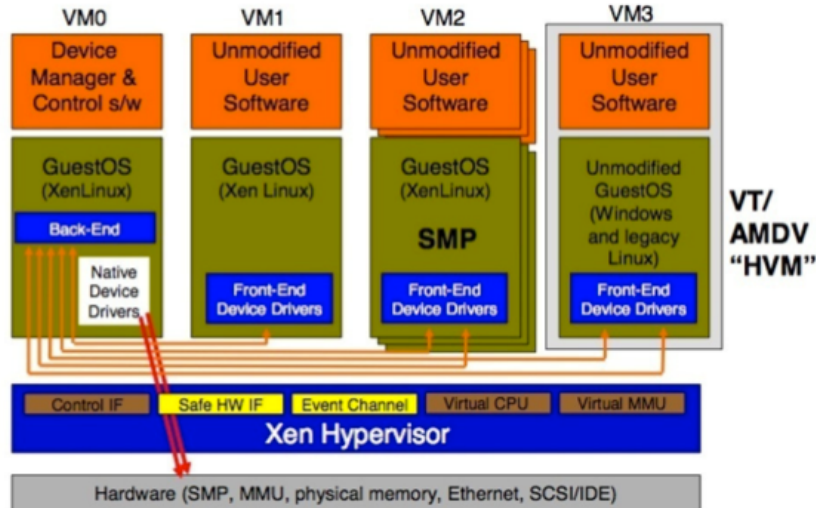 VM0
VM1
VM2
VM3
Device
Manager &
Control s/w
Unmodified
User
Software
Unmodified
User
Software
Unmodified
User
Software
GuestOS
(XenLinux)
Back-End
Native
Device
Drivers
GuestOS
(Xen Linux)
Front-End
Device Drivers
GuestOS
(XenLinux)
SMP
Front-End
Device Drivers
Unmodified
GuestOS
(Windows
and legacy
Linux)
Front-End
Device Drivers
VT/
AMDV
“HVM”
Control IF
Safe HW IF
Event Channel
Virtual CPU
Virtual MMU
Xen Hypervisor
Hardware (SMP, MMU, physical memory, Ethernet, SCSI/IDE)